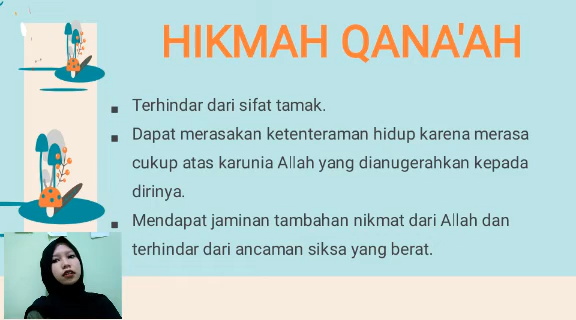 HIKMAH QANA'AH
Terhindar dari sifat tamak.
Dapat merasakan ketenteraman hidup karena merasa
cukup atas karunia Allah yang dianugerahkan kepada
dirinya.
Mendapat jaminan tambahan nikmat dari Allah dan
terhindar dari ancaman siksa yang berat.